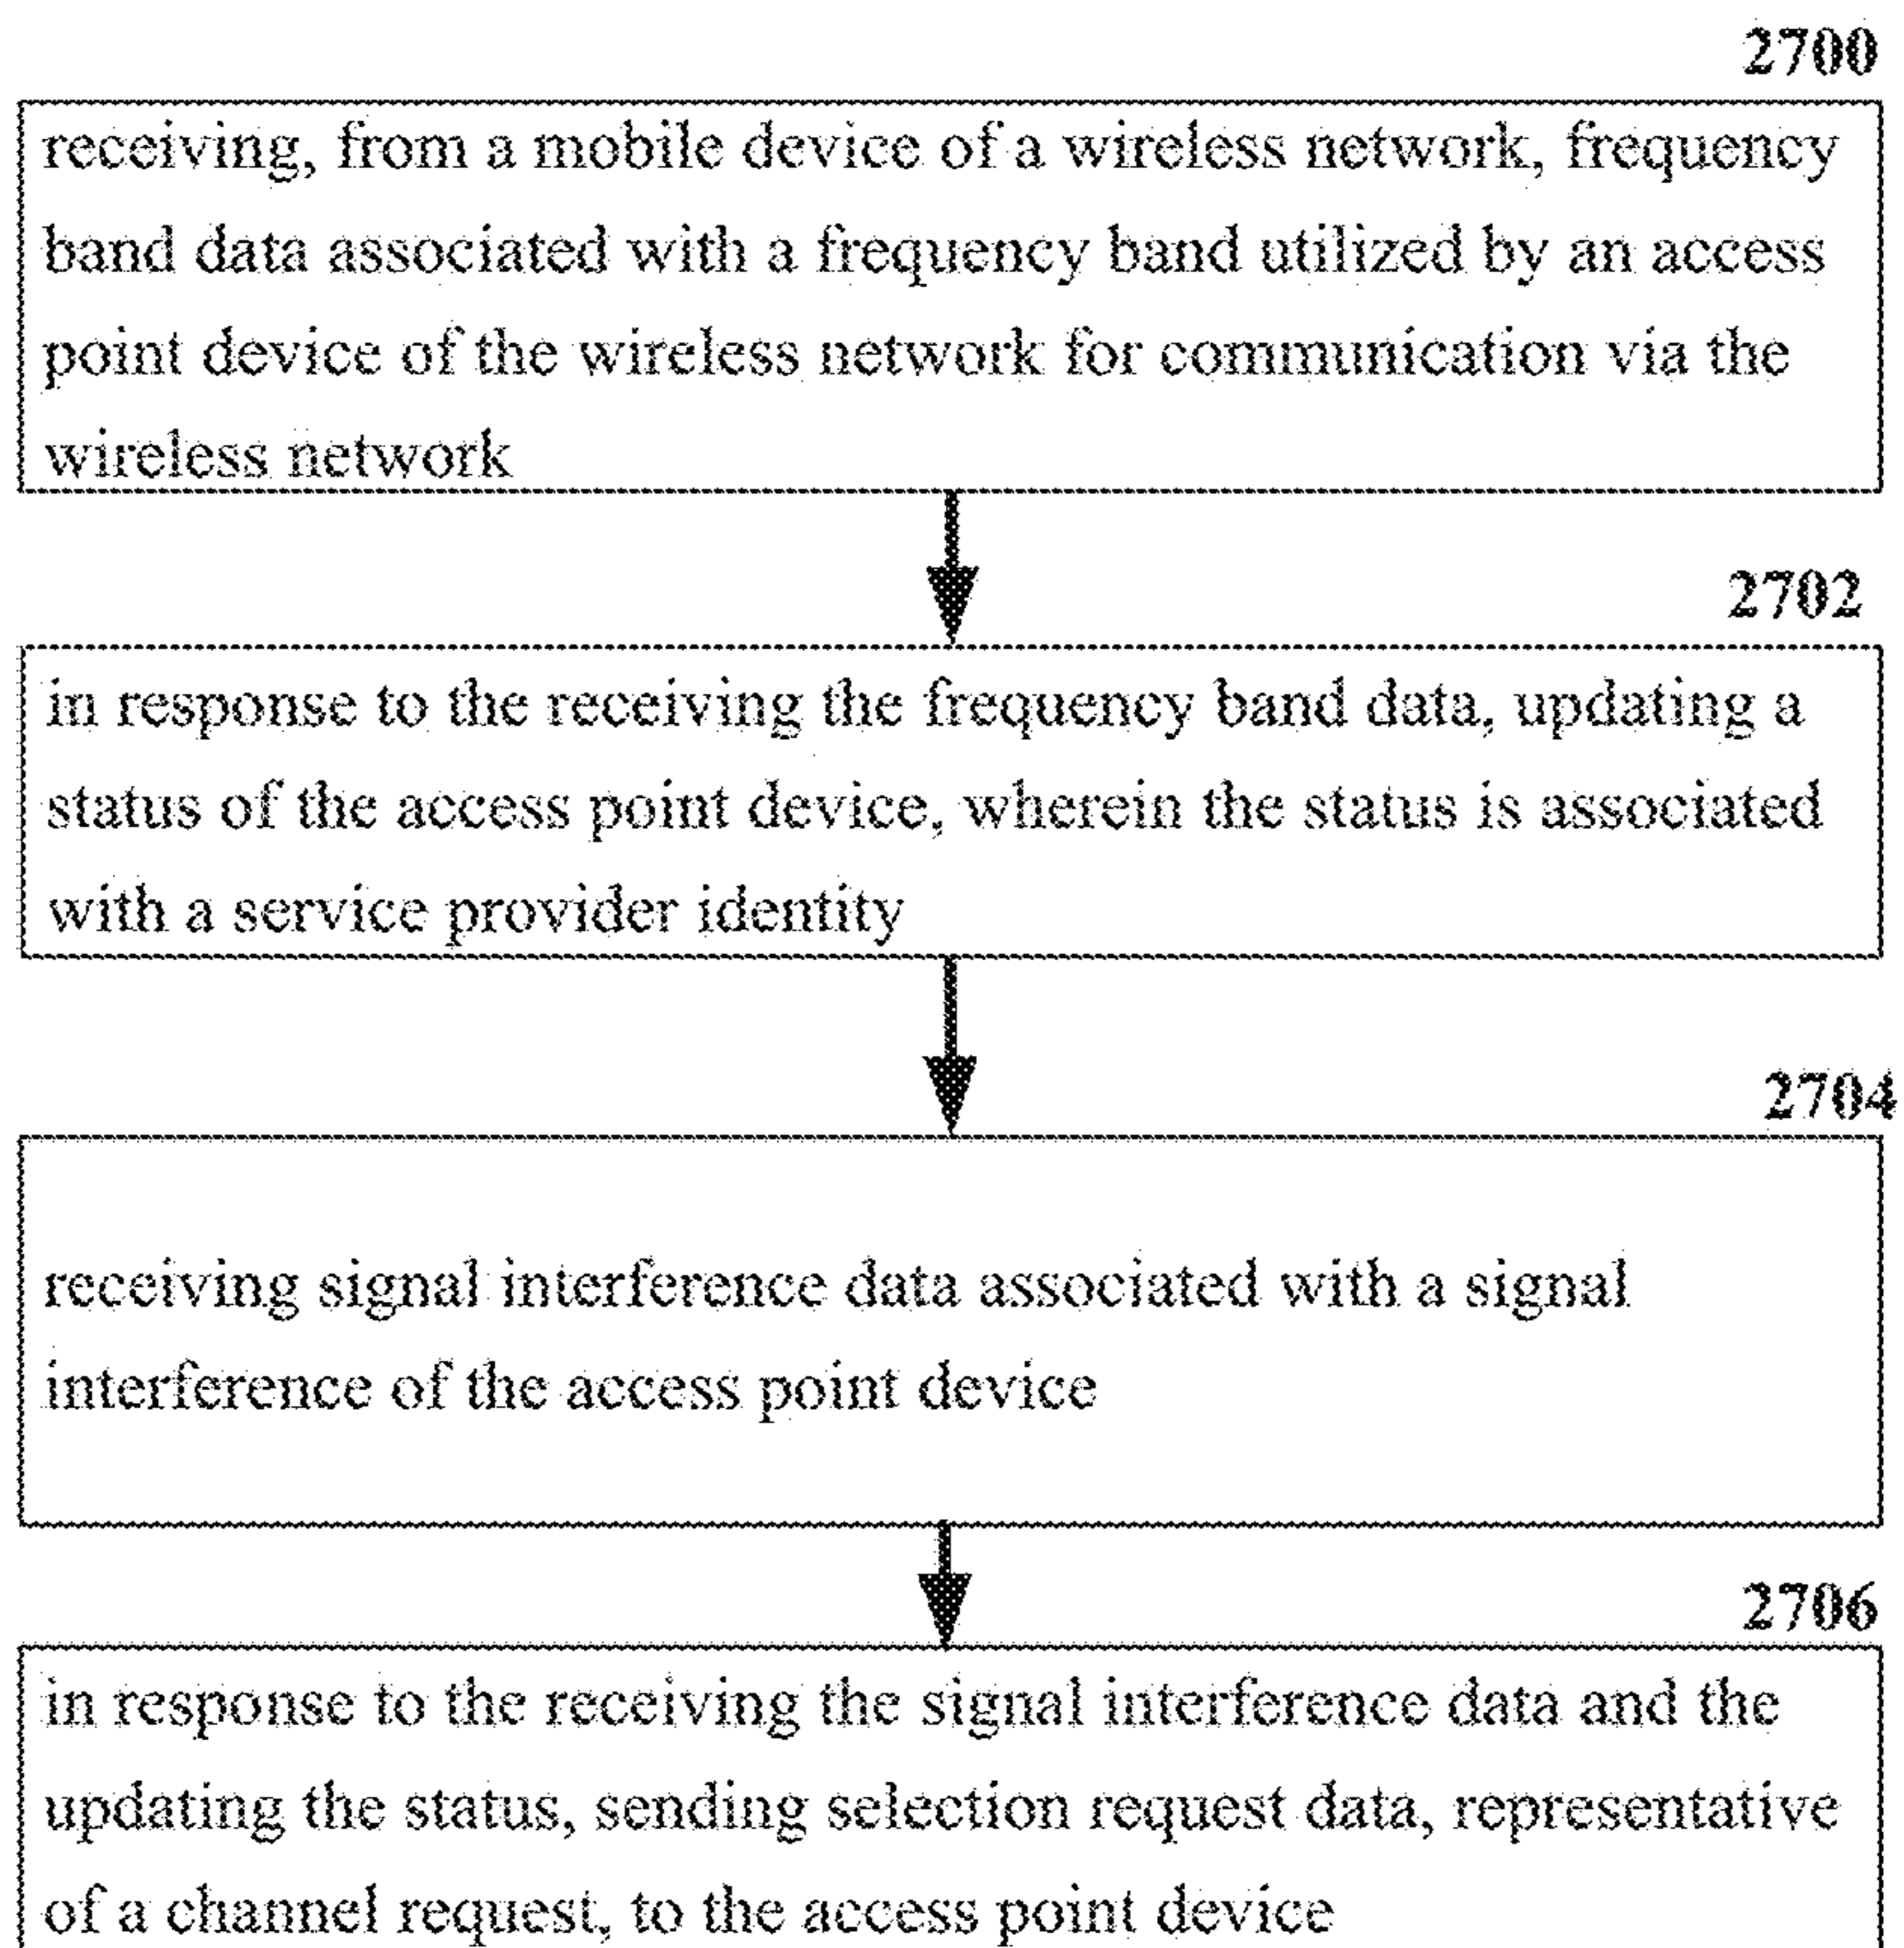 2700
receiving, from a mobile device of a wireless network, frequency
band data associated with a frequency band utilized by an access
point device of the wireless network for communication via the
wireless network
2702
in response to the receiving the frequency band data, updating a
status of the access point device, wherein the status is associated
with a service provider identity
2704
receiving signal interference data associated with a signal
interference of the access point device
2706
in response to the receiving the signal interference data and the
updating the status, sending selection request data, representative
of a channel request, to the access point device